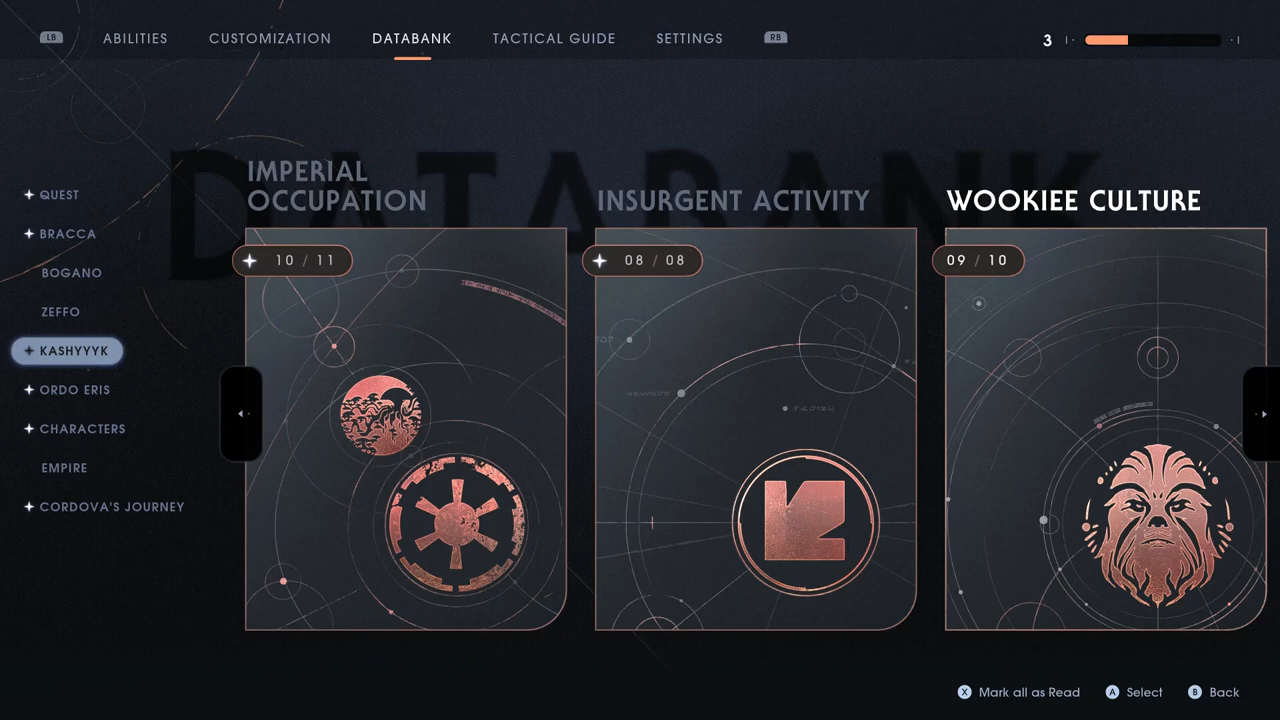 LB ABILITIES CUSTOMIZATION DATABANK TACTICAL GUIDE SETTINGS RB 3
DATABANK
QUEST
BRACCA
BOGANO
ZEFFO
KASHYYYK
ORDO ERIS
CHARACTERS
EMPIRE
CORDOVA'S JOURNEY
IMPERIAL
OCCUPATION
10 / 11
INSURGENT ACTIVITY
08 / 08
WOOKIEE CULTURE
09 / 10
X Mark all as Read A Select B Back